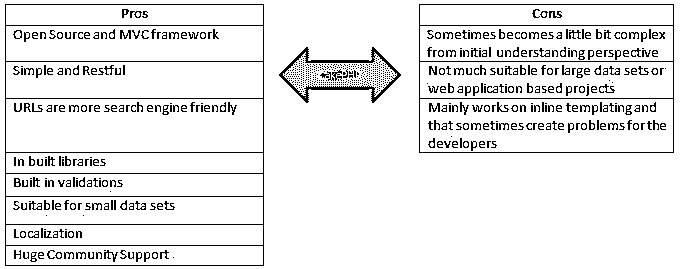 Pros
Open Source and MVC framework
Simple and Restful
URLs are more search engine friendly
In built libraries
Built in validations
Suitable for small data sets
Localization
Huge Community Support
Cons
Sometimes becomes a little bit complex
from initial understanding perspective
Not much suitable for large data sets or
web application based projects
Mainly works on inline templating and
that sometimes create problems for the
developers